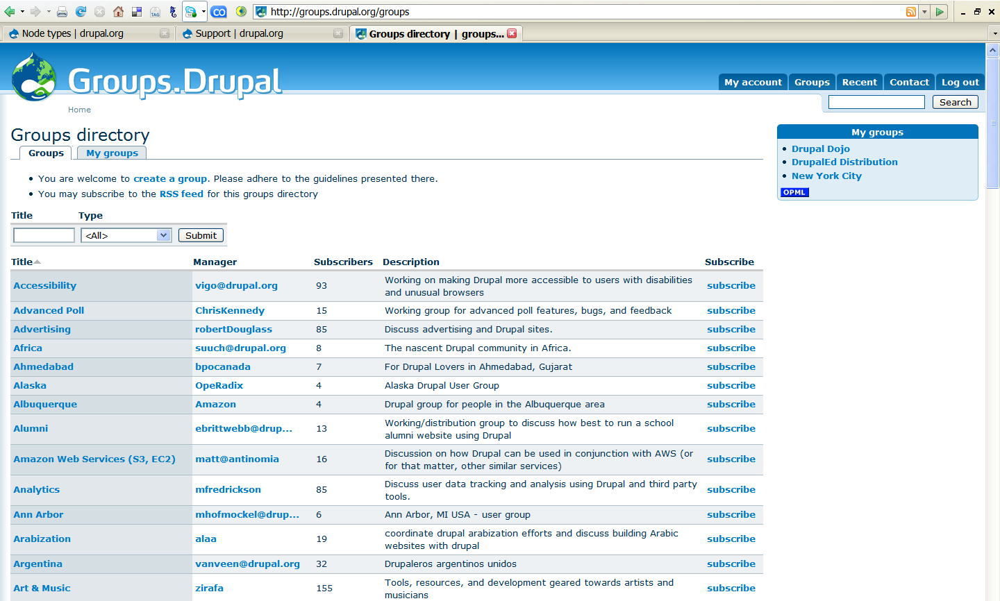 http://groups.drupal.org/groups
Node types | drupal.org
Support | drupal.org
Groups directory | groups...
Groups.Drupal
My account
Groups
Recent
Contact
Log out
Home
Search
Groups directory
Groups
My groups
My groups
Drupal Dojo
DrupalEd Distribution
New York City
OPML
You are welcome to create a group. Please adhere to the guidelines presented there.
You may subscribe to the RSS feed for this groups directory
Title Type
<All> Submit
Title Manager Subscribers Description Subscribe
Accessibility vigo@drupal.org 93 Working on making Drupal more accessible to users with disabilities
and unusual browsers subscribe
Advanced Poll ChrisKennedy 15 Working group for advanced poll features, bugs, and feedback subscribe
Advertising robertDouglass 85 Discuss advertising and Drupal sites. subscribe
Africa suuch@drupal.org 8 The nascent Drupal community in Africa. subscribe
Ahmedabad bpocanada 7 For Drupal Lovers in Ahmedabad, Gujarat subscribe
Alaska OpeRadix 4 Alaska Drupal User Group subscribe
Albuquerque Amazon 4 Drupal group for people in the Albuquerque area subscribe
Alumni ebrittwebb@drup... 13 Working/distribution group to discuss how best to run a school
alumni website using Drupal subscribe
Amazon Web Services (S3, EC2) matt@antinomia 16 Discussion on how Drupal can be used in conjunction with AWS (or
for that matter, other similar services) subscribe
Analytics mfredrickson 85 Discuss user data tracking and analysis using Drupal and third party
tools. subscribe
Ann Arbor mhofmockel@drup... 6 Ann Arbor, MI USA - user group subscribe
Arabization alaa 19 coordinate drupal arabization efforts and discuss building Arabic
websites with drupal subscribe
Argentina vanveen@drupal.org 32 Drupaleros argentinos unidos subscribe
Art & Music zirafa 155 Tools, resources, and development geared towards artists and
musicians subscribe